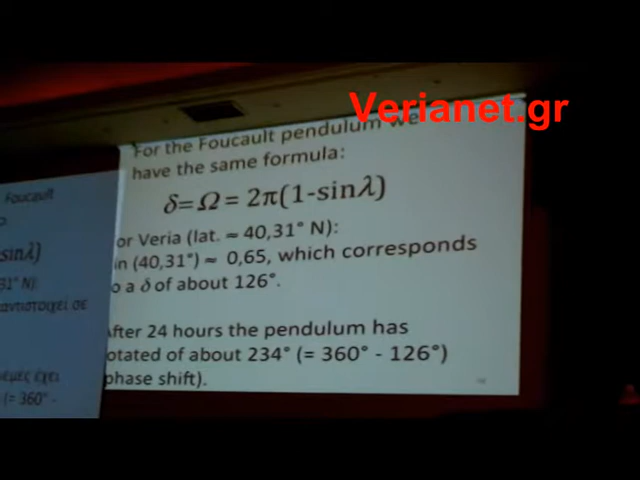 Verianet.gr
For the Foucault pendulum we
have the same formula:
δ=Ω = 2π(1-sinλ)
or Veria (lat. ≈ 40,31° N):
in (40,31°) ≈ 0,65, which corresponds
o a δ of about 126°.
After 24 hours the pendulum has
otated of about 234° (= 360° - 126°)
phase shift).
Foucault
sinλ)
31° N):
αντιστοιχεί σε
έχει
(= 360° -